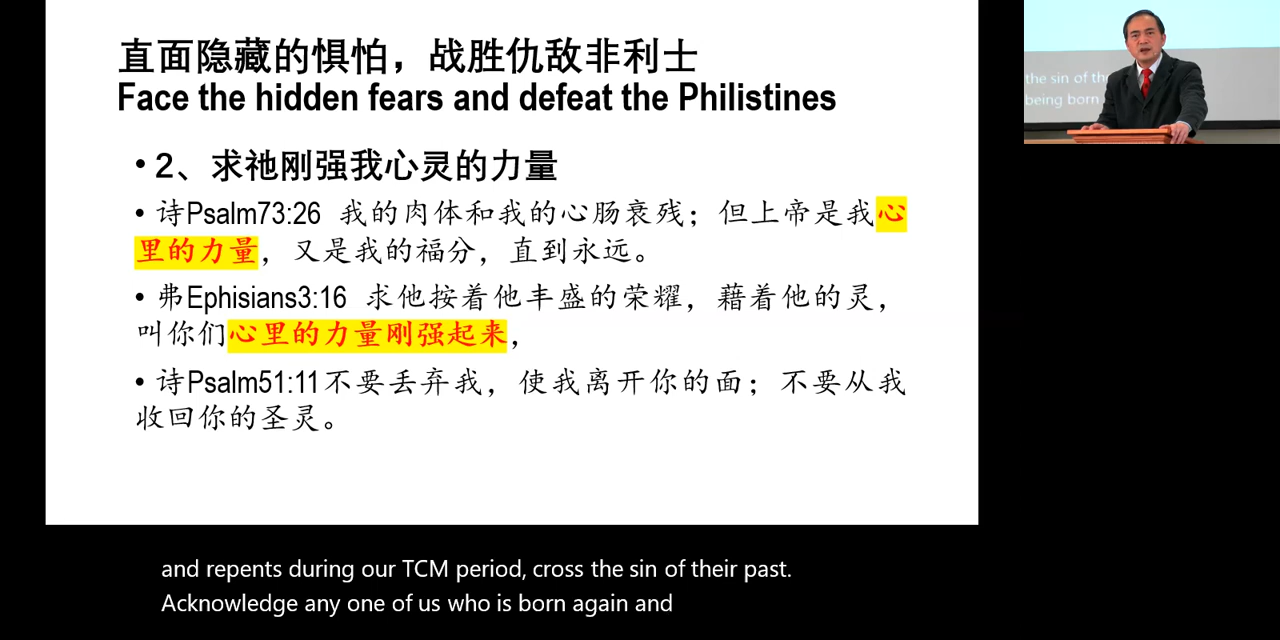 直面隐藏的惧怕，战胜仇敌非利士
Face the hidden fears and defeat the Philistines
• 2、求祂刚强我心灵的力量
• 诗Psalm73:26 我的肉体和我的心肠衰残；但上帝是我心
里的力量，又是我的福分，直到永远。
• 弗Ephisians3:16 求他按着他丰盛的荣耀，藉着他的灵，
叫你们心里的力量刚强起来，
• 诗Psalm51:11不要丢弃我，使我离开你的面；不要从我
收回你的圣灵。
the sin of the
being born
and repents during our TCM period, cross the sin of their past.
Acknowledge any one of us who is born again and